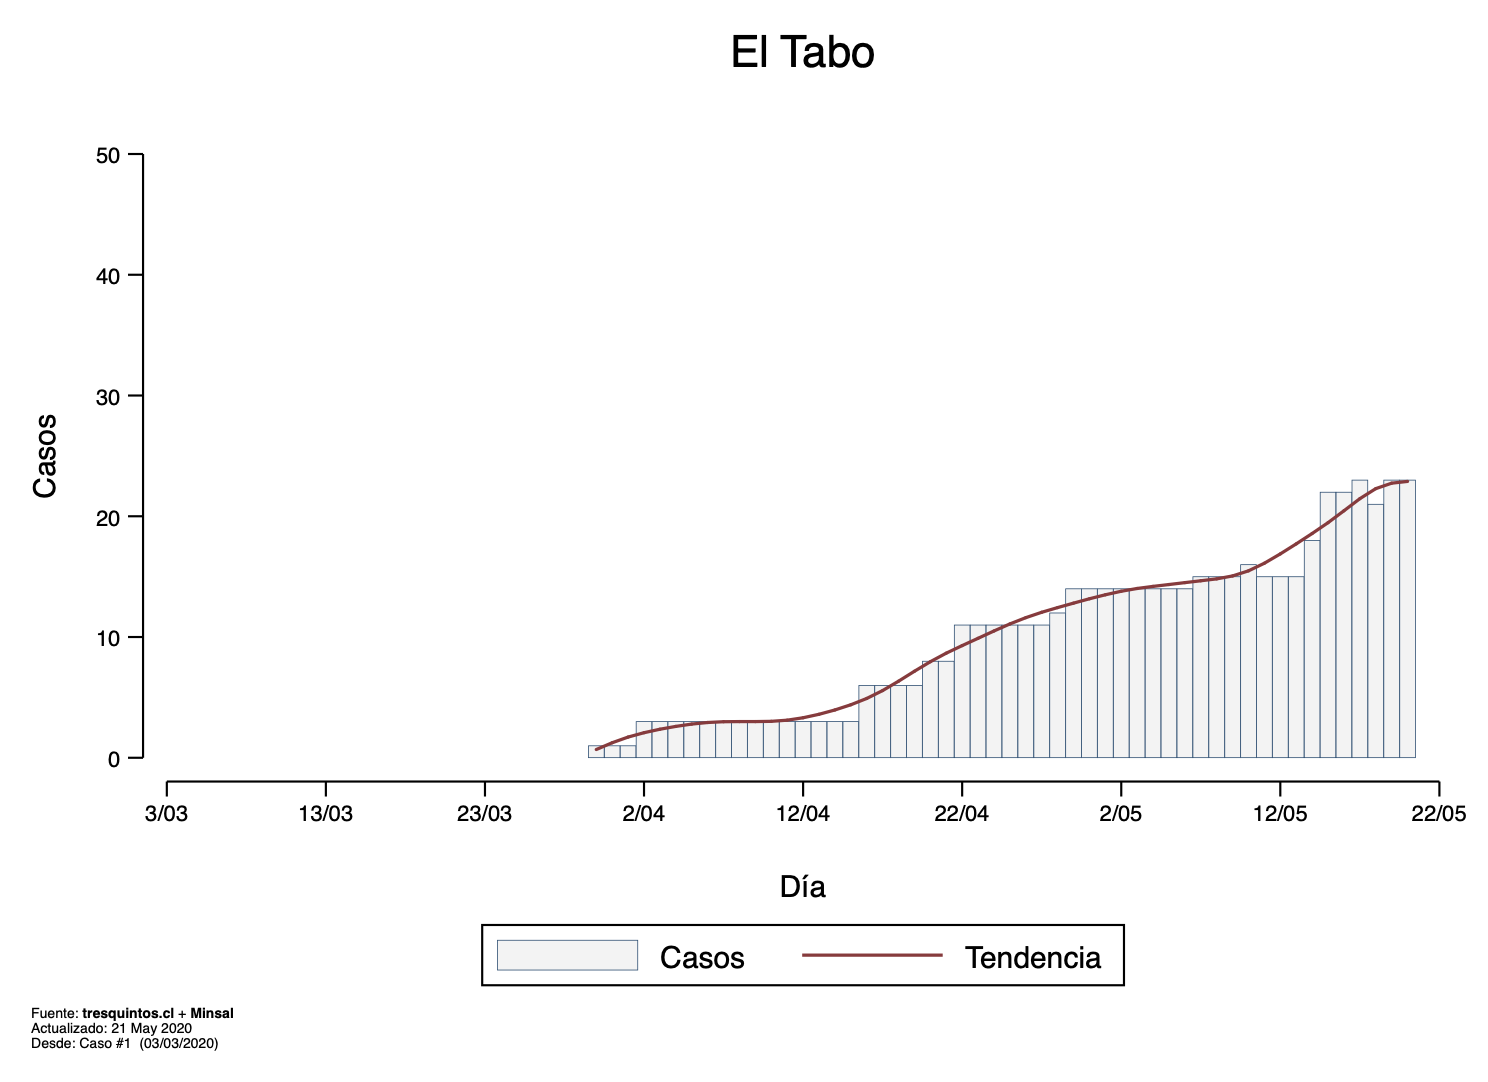 El Tabo
50
40
30
20
10
0
Casos
3/03
13/03
23/03
2/04
12/04
22/04
2/05
12/05
22/05
Día
Casos
Tendencia
Fuente: tresquintos.cl + Minsal
Actualizado: 21 May 2020
Desde: Caso #1 (03/03/2020)